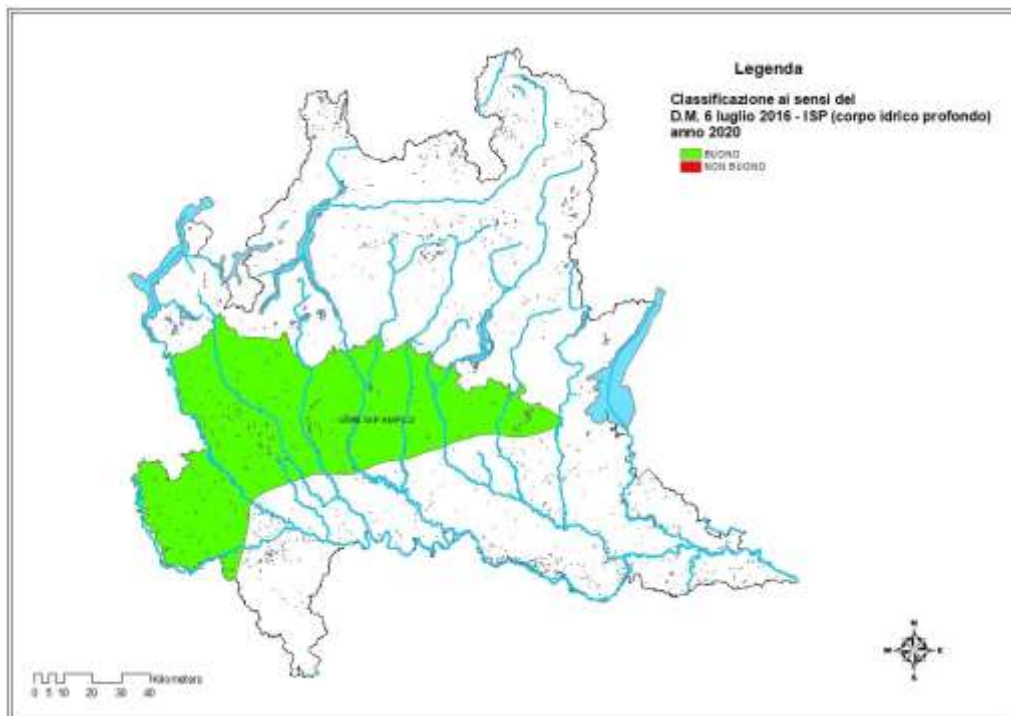 Legenda
Classificazione ai sensi del
D.M. 6 luglio 2016 - ISP (corpo idrico profondo)
anno 2020
BUONO
NON BUONO
N
W E
S
Kilometers
0 5 10 20 30 40